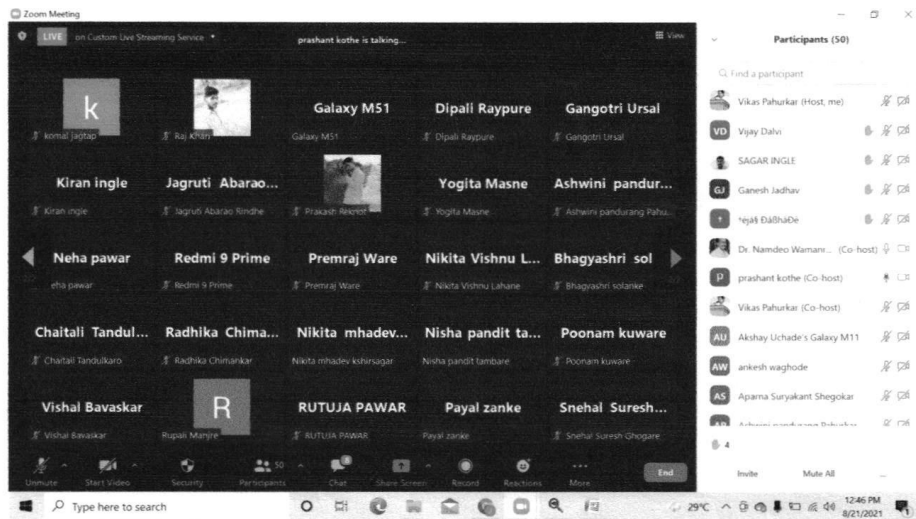 Zoom Meeting
LIVE on Custom Live Streaming Service
prashant kothe is talking...
View
k
komal jagtap
Raj Khan
Galaxy M51
Galaxy M51
Dipali Raypure
Dipali Raypure
Gangotri Ursal
Gangotri Ursal
Kiran ingle
Kiran ingle
Jagruti Abarao...
Jagruti Abarao Rindhe
Prakash
Yogita Masne
Yogita Masne
Ashwini pandur...
Ashwini pandurang Pahu...
Neha pawar
eha pawar
Redmi 9 Prime
Redmi 9 Prime
Premraj Ware
Premraj Ware
Nikita Vishnu L...
Nikita Vishnu Lahane
Bhagyashri sol
Bhagyashri solanke
Chaitali Tandul...
Chaitali Tandulkaro
Radhika Chima...
Radhika Chimankar
Nikita mhadev...
Nikita mhadev kshirsagar
Nisha pandit ta...
Nisha pandit tambare
Poonam kuware
Poonam kuware
Vishal Bavaskar
Vishal Bavaskar
R
Rupali Manjre
RUTUJA PAWAR
RUTUJA PAWAR
Payal zanke
Payal zanke
Snehal Suresh...
Snehal Suresh Ghogare
Unmute
Start Video
Security
Participants 50
Chat
Share Screen
Record
Reactions
More
End
Participants (50)
Find a participant
Vikas Pahurkar (Host, me)
VD Vijay Dalvi
SAGAR INGLE
GJ Ganesh Jadhav
Dr. Namdeo Wamanr... (Co-host)
P prashant kothe (Co-host)
Vikas Pahurkar (Co-host)
AU Akshay Uchade's Galaxy M11
AW ankesh waghode
AS Aparna Suryakant Shegokar
4
Invite
Mute All
...
Type here to search
29°C
12:46 PM
8/21/2021